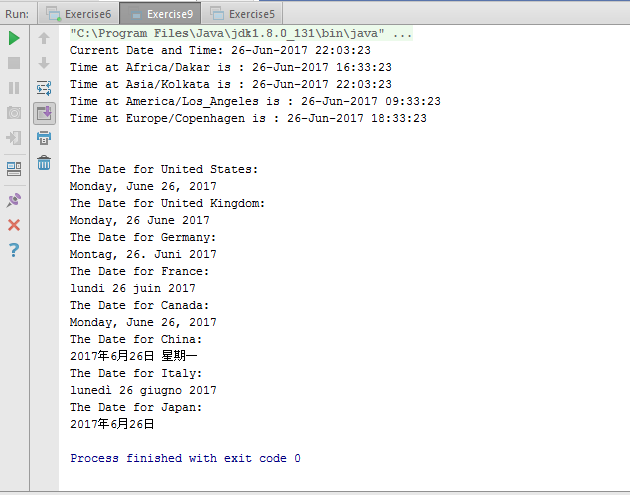 Run: Exercise6 Exercise9 Exercise5
"C:\Program Files\Java\jdk1.8.0_131\bin\java" ...
Current Date and Time: 26-Jun-2017 22:03:23
Time at Africa/Dakar is : 26-Jun-2017 16:33:23
Time at Asia/Kolkata is : 26-Jun-2017 22:03:23
Time at America/Los_Angeles is : 26-Jun-2017 09:33:23
Time at Europe/Copenhagen is : 26-Jun-2017 18:33:23
The Date for United States:
Monday, June 26, 2017
The Date for United Kingdom:
Monday, 26 June 2017
The Date for Germany:
Montag, 26. Juni 2017
The Date for France:
lundi 26 juin 2017
The Date for Canada:
Monday, June 26, 2017
The Date for China:
2017年6月26日 星期一
The Date for Italy:
lunedì 26 giugno 2017
The Date for Japan:
2017年6月26日
Process finished with exit code 0